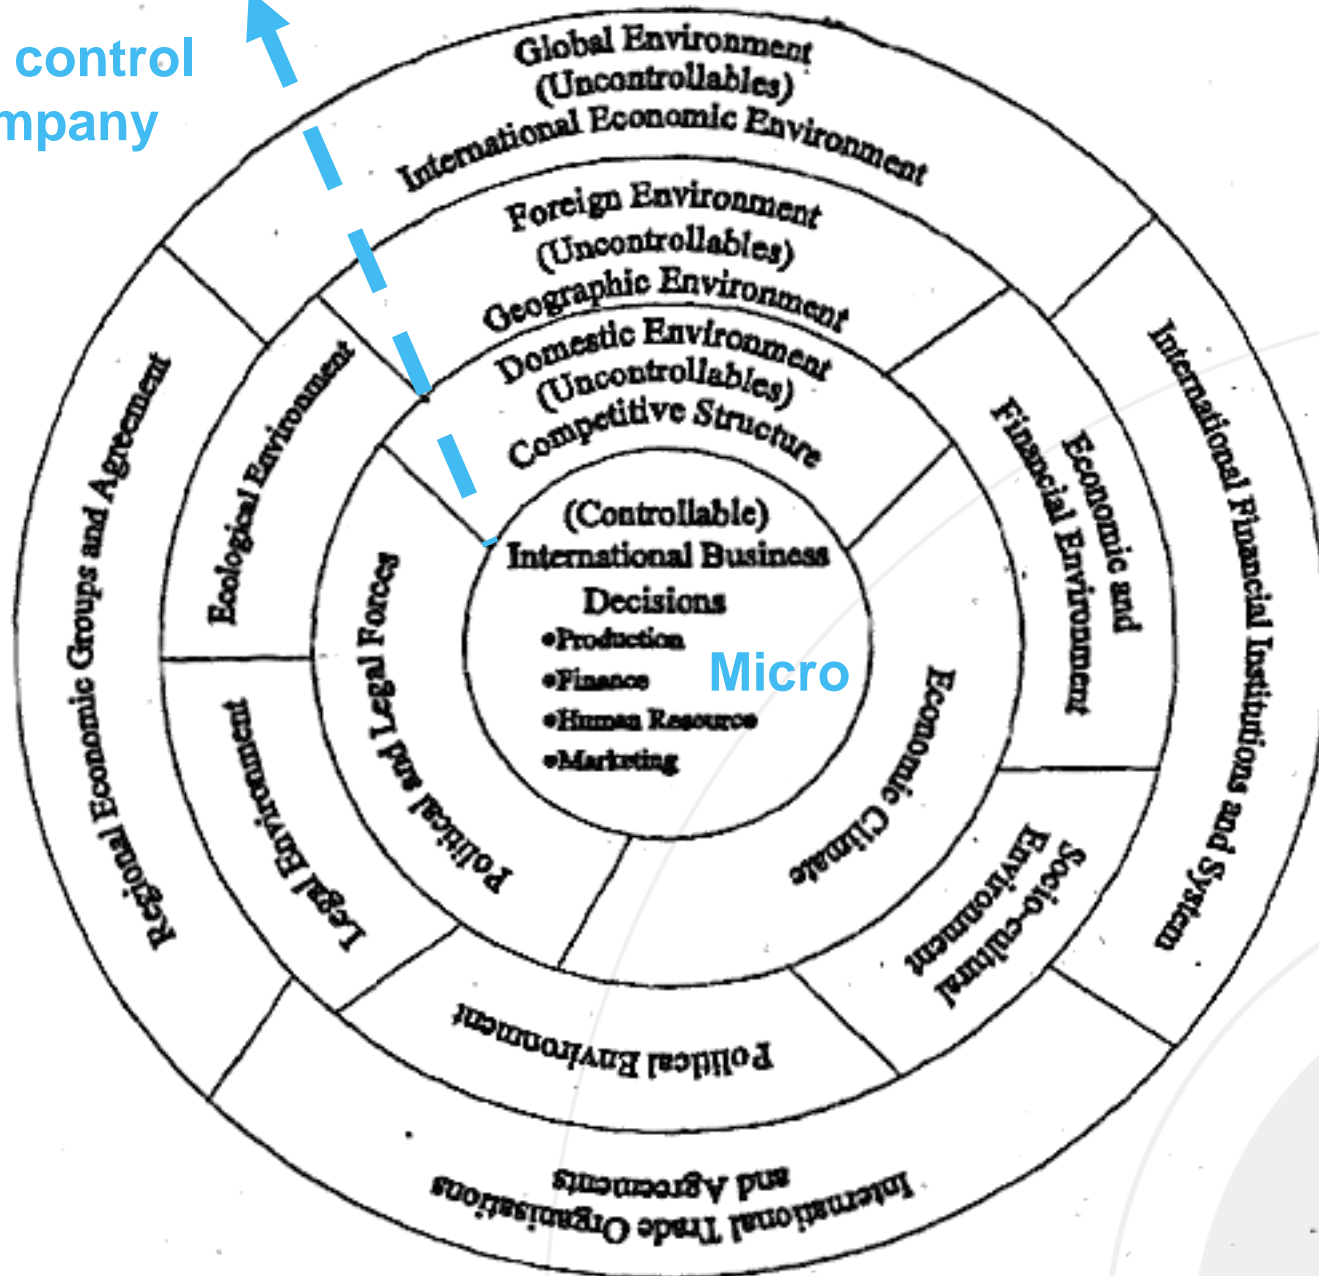 control
mpany
Global Environment
(Uncontrollables)
International Economic Environment
Foreign Environment
(Uncontrollables)
Geographic Environment
Domestic Environment
(Uncontrollables)
Competitive Structure
(Controllable)
International Business
Decisions
•Production
•Finance
•Human Resource
•Marketing
Micro
Political and Legal Forces
Economic Climate
Ecological Environment
Legal Environment
Political Environment
Socio-cultural
Environment
Economic and
Financial Environment
Regional Economic Groups and Agreement
International Financial Institutions and System
International Trade Organisations
and Agreements